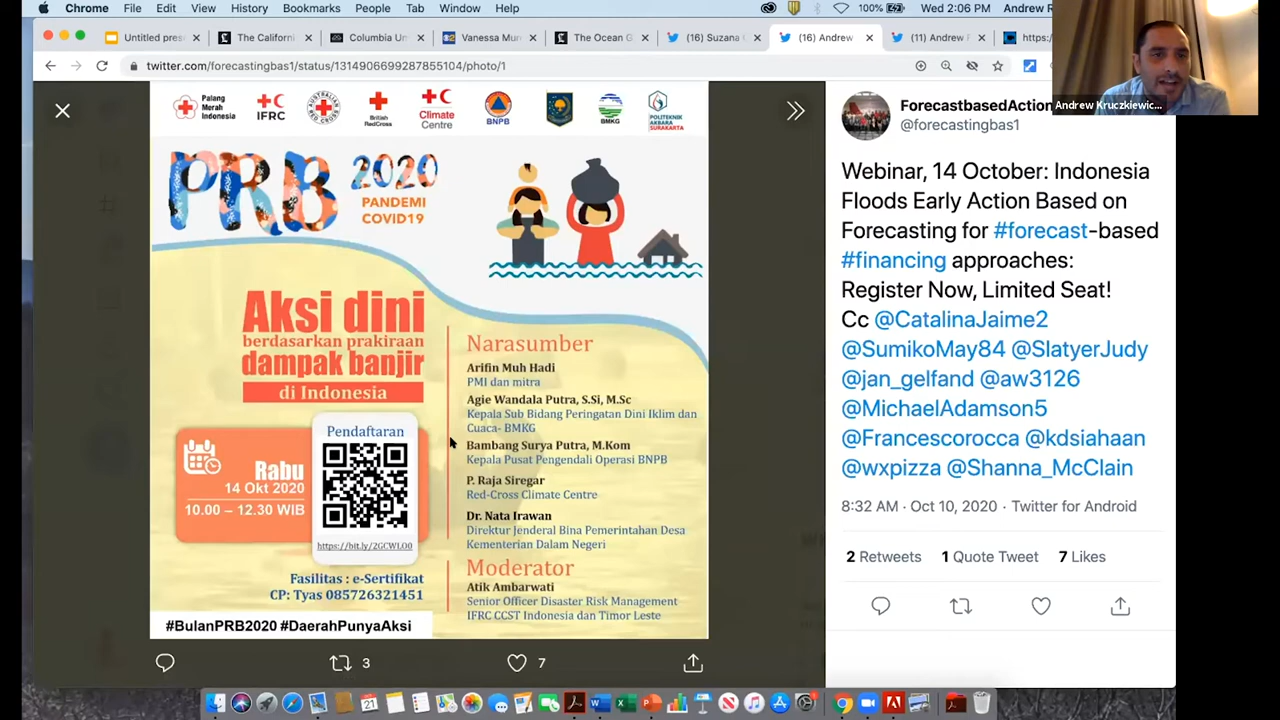 Chrome File Edit View History Bookmarks People Tab Window Help
100% Wed 2:06 PM Andrew R
Untitled pres
The Californi
Columbia Un
Vanessa Mur
The Ocean G
(16) Suzana
(16) Andrew
(11) Andrew
https:/
twitter.com/forecastingbas1/status/1314906699287855104/photo/1
Andrew Kruczkiewic...
Palang
Merah
Indonesia
IFRC
AUSTRALIAN
RED CROSS
British
RedCross
Climate
Centre
BNPB
BMKG
POLITEKNIK
AKBARA
SURAKARTA
PRB 2020
PANDEMI
COVID19
Aksi dini
berdasarkan prakiraan
dampak banjir
di Indonesia
Pendaftaran
Rabu
14 Okt 2020
10.00 – 12.30 WIB
https://bit.ly/2GCWLO0
Fasilitas : e-Sertifikat
CP: Tyas 085726321451
#BulanPRB2020 #DaerahPunyaAksi
Narasumber
Arifin Muh Hadi
PMI dan mitra
Agie Wandala Putra, S.Si, M.Sc
Kepala Sub Bidang Peringatan Dini Iklim dan
Cuaca- BMKG
Bambang Surya Putra, M.Kom
Kepala Pusat Pengendali Operasi BNPB
P. Raja Siregar
Red-Cross Climate Centre
Dr. Nata Irawan
Direktur Jenderal Bina Pemerintahan Desa
Kementerian Dalam Negeri
Moderator
Atik Ambarwati
Senior Officer Disaster Risk Management
IFRC CCST Indonesia dan Timor Leste
3
7
ForecastbasedAction
@forecastingbas1
Webinar, 14 October: Indonesia
Floods Early Action Based on
Forecasting for #forecast-based
#financing approaches:
Register Now, Limited Seat!
Cc @CatalinaJaime2
@SumikoMay84 @SlatyerJudy
@jan_gelfand @aw3126
@MichaelAdamson5
@Francescorocca @kdsiahaan
@wxpizza @Shanna_McClain
8:32 AM · Oct 10, 2020 · Twitter for Android
2 Retweets 1 Quote Tweet 7 Likes